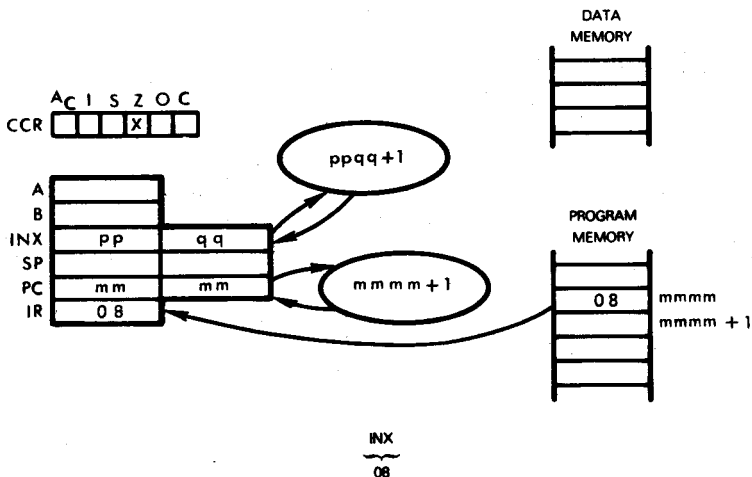 DATA
MEMORY
AC I S Z O C
CCR X
ppqq+1
A
B
INX pp qq
SP
PC mm mm
IR 08
mmmm+1
PROGRAM
MEMORY
08 mmmm
mmmm + 1
INX
08